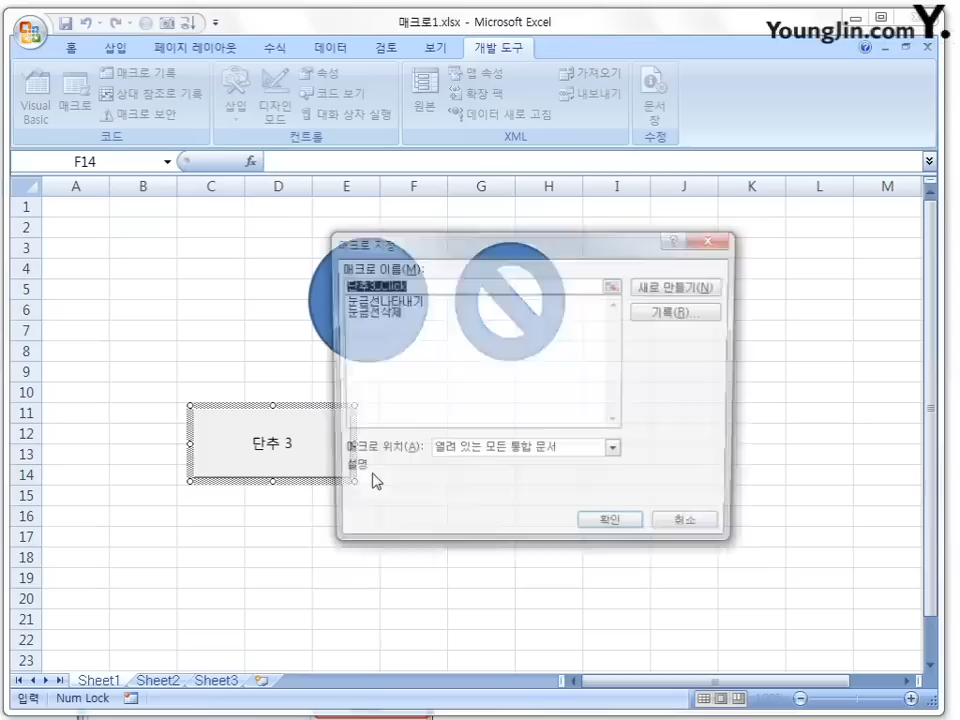 매크로1.xlsx - Microsoft Excel
YoungJin.com Y.
홈 삽입 페이지 레이아웃 수식 데이터 검토 보기 개발 도구
Visual Basic
매크로
매크로 기록
상대 참조로 기록
매크로 보안
코드
삽입
디자인 모드
속성
코드 보기
대화 상자 실행
컨트롤
원본
맵 속성
확장 팩
데이터 새로 고침
가져오기
내보내기
XML
문서 창
수정
F14
fx
A B C D E F G H I J K L M
1
2
3
4
5
6
7
8
9
10
11
12
13
14
15
16
17
18
19
20
21
22
23
매크로 지정
매크로 이름(M):
단추3_Click
눈금선나타내기
눈금선삭제
새로 만들기(N)
기록(R)...
매크로 위치(A): 열려 있는 모든 통합 문서
설명
확인 취소
단추 3
Sheet1 Sheet2 Sheet3
입력 Num Lock 100%